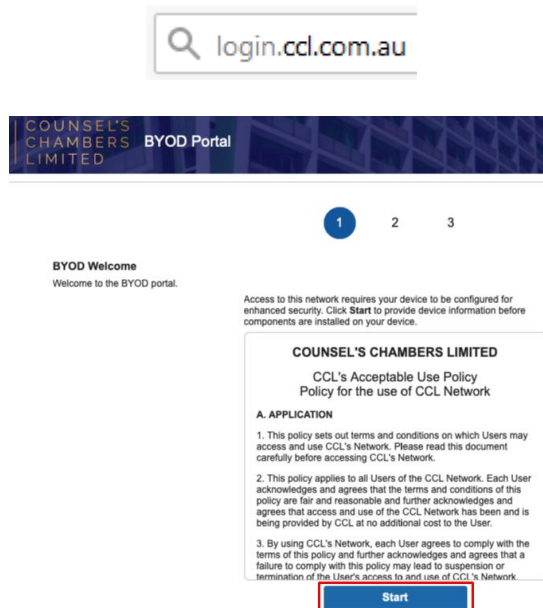 login.ccl.com.au
COUNSEL'S
CHAMBERS
LIMITED
BYOD Portal
1 2 3
BYOD Welcome
Welcome to the BYOD portal.
Access to this network requires your device to be configured for
enhanced security. Click Start to provide device information before
components are installed on your device.
COUNSEL'S CHAMBERS LIMITED
CCL's Acceptable Use Policy
Policy for the use of CCL Network
A. APPLICATION
1. This policy sets out terms and conditions on which Users may
access and use CCL's Network. Please read this document
carefully before accessing CCL's Network.
2. This policy applies to all Users of the CCL Network. Each User
acknowledges and agrees that the terms and conditions of this
policy are fair and reasonable and further acknowledges and
agrees that access and use of the CCL Network has been and is
being provided by CCL at no additional cost to the User.
3. By using CCL's Network, each User agrees to comply with the
terms of this policy and further acknowledges and agrees that a
failure to comply with this policy may lead to suspension or
termination of the User's access to and use of CCL's Network.
Start